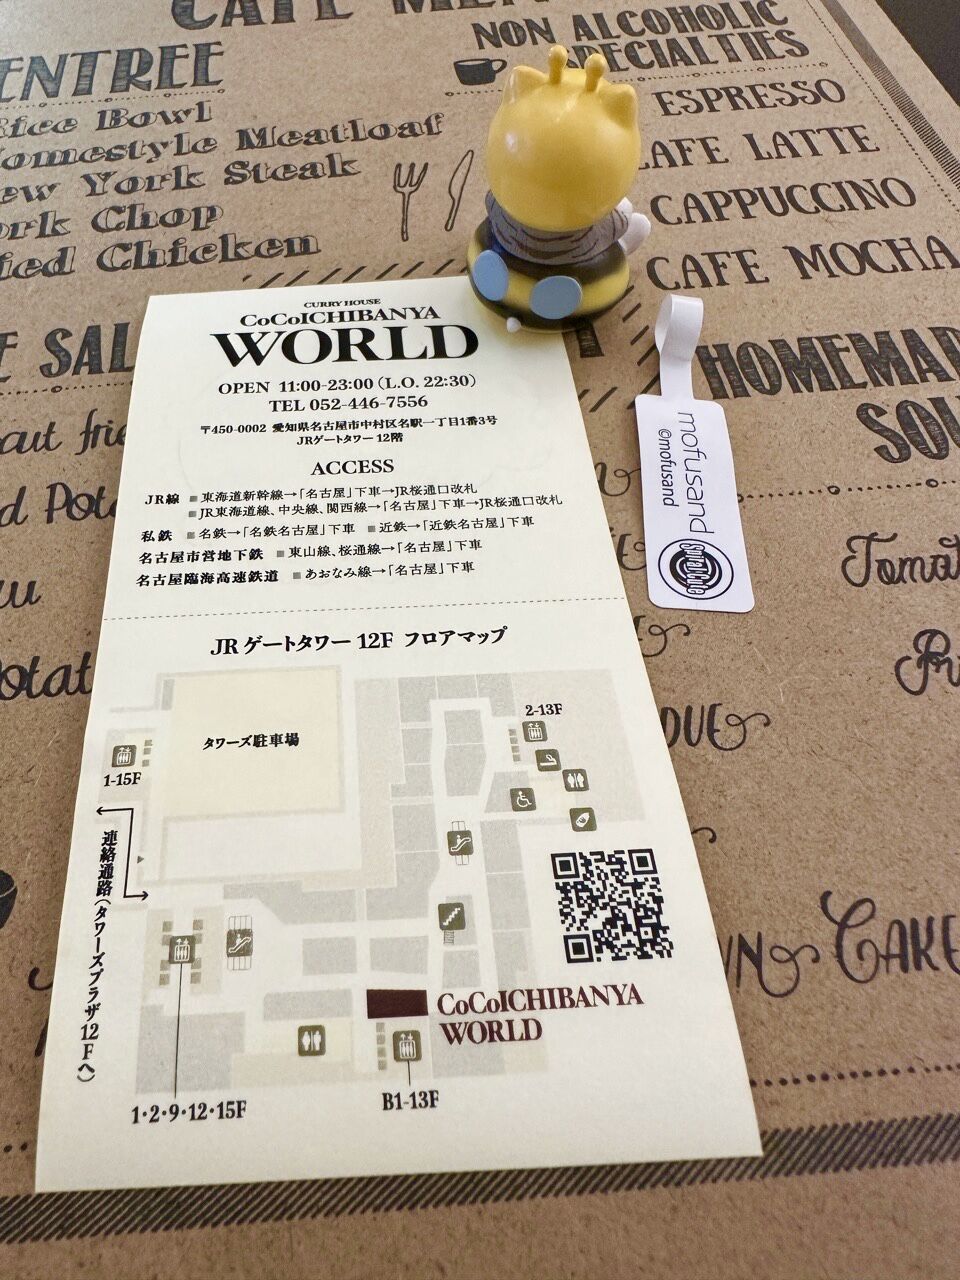 CAFE
ENTREE
Rice Bowl
Homestyle Meatloaf
New York Steak
Pork Chop
Fried Chicken
NON ALCOHOLIC
SPECIALTIES
ESPRESSO
CAFE LATTE
CAPPUCCINO
CAFE MOCHA
CURRY HOUSE
CoCoICHIBANYA
WORLD
OPEN 11:00-23:00 (L.O. 22:30)
TEL 052-446-7556
〒450-0002 愛知県名古屋市中村区名駅一丁目1番3号
JRゲートタワー 12階
ACCESS
JR線 ■ 東海道新幹線→「名古屋」下車→JR桜通口改札
■ JR東海道線、中央線、関西線→「名古屋」下車→JR桜通口改札
私鉄 ■ 名鉄→「名鉄名古屋」下車 ■ 近鉄→「近鉄名古屋」下車
名古屋市営地下鉄 ■ 東山線、桜通線→「名古屋」下車
名古屋臨海高速鉄道 ■ あおなみ線→「名古屋」下車
JR ゲートタワー 12F フロアマップ
タワーズ駐車場
2-13F
1-15F
連絡通路(タワーズプラザ12Fへ)
CoCoICHIBANYA
WORLD
1・2・9・12・15F
B1-13F
mofusand
©mofusand
SprataCite
HOMEMADE
CAKE